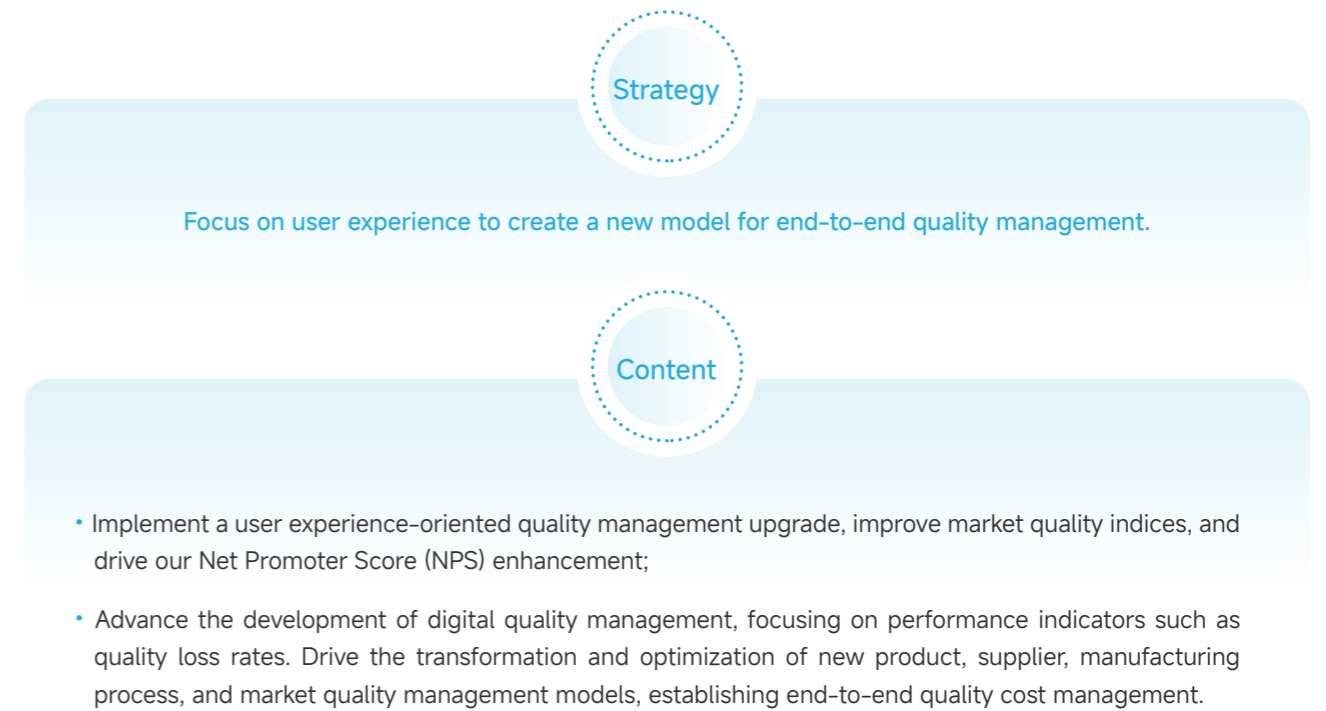 Strategy
Focus on user experience to create a new model for end-to-end quality management.
Content
• Implement a user experience-oriented quality management upgrade, improve market quality indices, and
drive our Net Promoter Score (NPS) enhancement;
• Advance the development of digital quality management, focusing on performance indicators such as
quality loss rates. Drive the transformation and optimization of new product, supplier, manufacturing
process, and market quality management models, establishing end-to-end quality cost management.